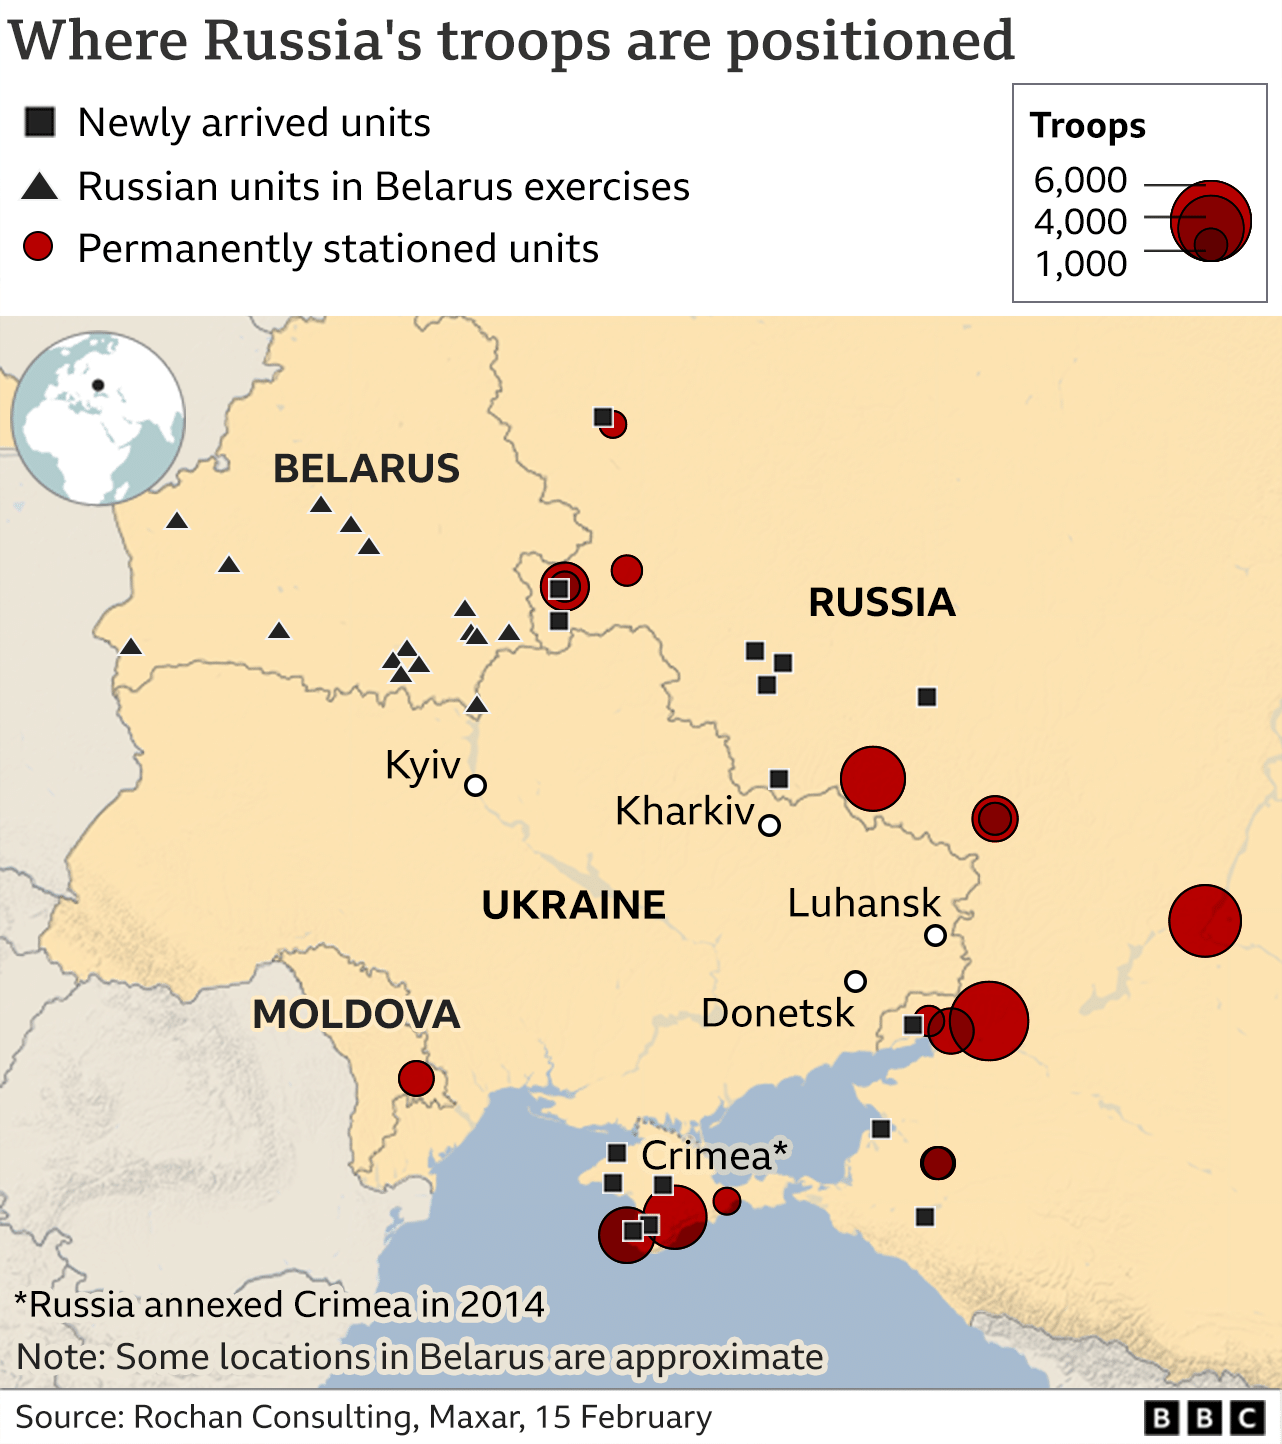 Where Russia's troops are positioned
Newly arrived units
Russian units in Belarus exercises
Permanently stationed units
Troops
6,000
4,000
1,000
BELARUS
RUSSIA
Kyiv
Kharkiv
UKRAINE
Luhansk
MOLDOVA
Donetsk
Crimea*
*Russia annexed Crimea in 2014
Note: Some locations in Belarus are approximate
Source: Rochan Consulting, Maxar, 15 February
BBC